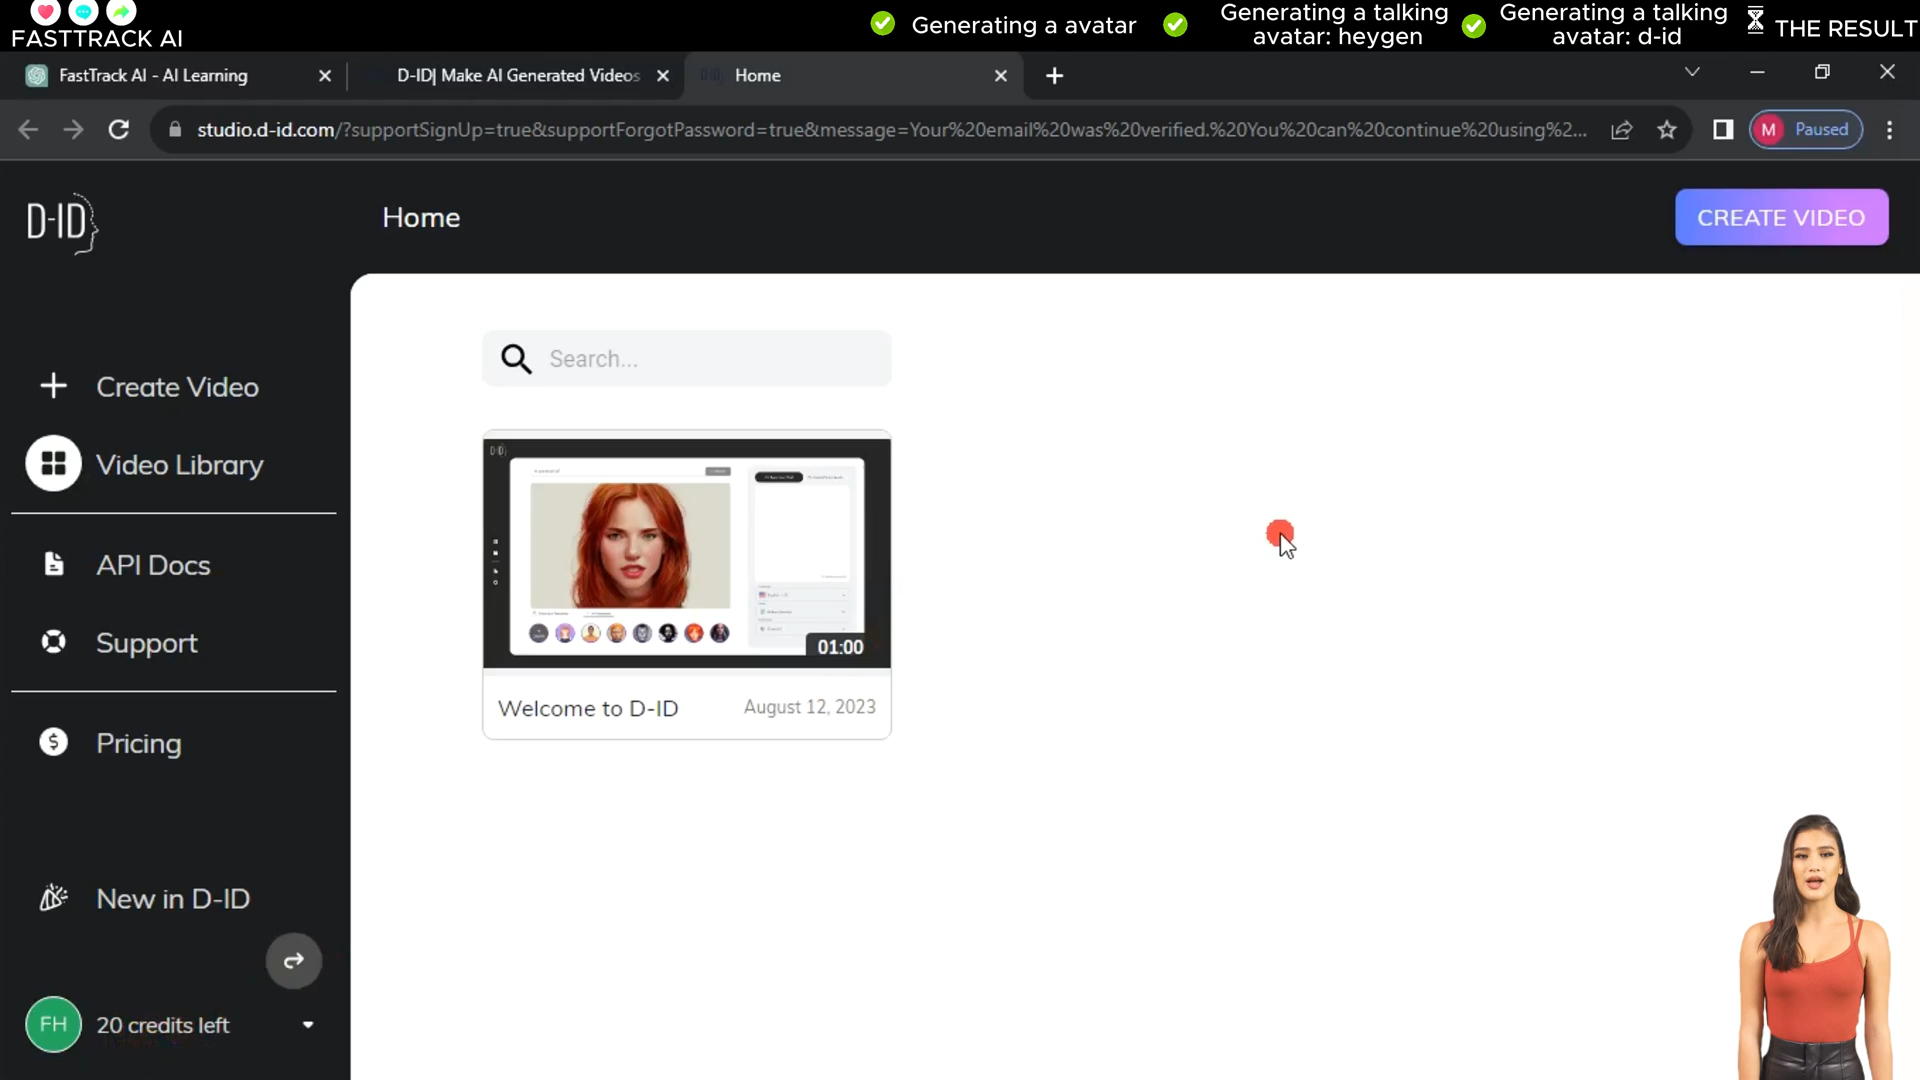 FASTTRACK AI
Generating a avatar
Generating a talking
avatar: heygen
Generating a talking
avatar: d-id
THE RESULT
FastTrack AI - AI Learning
D-ID| Make AI Generated Videos
Home
studio.d-id.com/?supportSignUp=true&supportForgotPassword=true&message=Your%20email%20was%20verified.%20You%20can%20continue%20using%2...
M Paused
D-ID
Home
CREATE VIDEO
Create Video
Video Library
API Docs
Support
Pricing
New in D-ID
FH 20 credits left
Search...
01:00
Welcome to D-ID
August 12, 2023